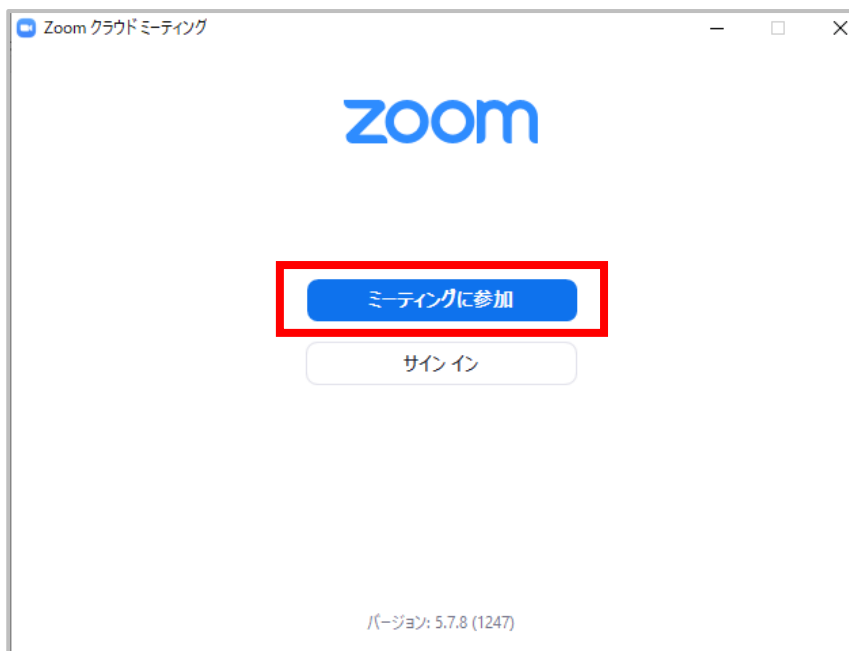 Zoom クラウド ミーティング
zoom
ミーティングに参加
サイン イン
バージョン: 5.7.8 (1247)